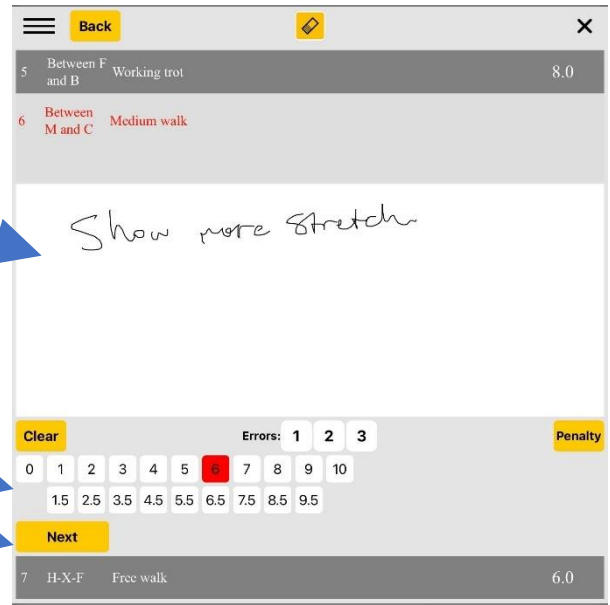 Back
5 Between F and B Working trot 8.0
6 Between M and C Medium walk
Show more Stretch
Clear Errors: 1 2 3 Penalty
0 1 2 3 4 5 6 7 8 9 10
1.5 2.5 3.5 4.5 5.5 6.5 7.5 8.5 9.5
Next
7 H-X-F Free walk 6.0